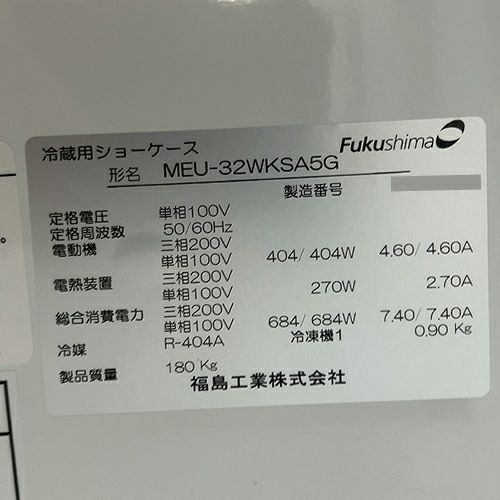 冷蔵用ショーケース Fukushima
形名 MEU-32WKSA5G
製造番号
定格電圧 単相100V
定格周波数 50/60Hz
電動機 三相200V
単相100V 404/404W 4.60/4.60A
電熱装置 三相200V
単相100V 270W 2.70A
総合消費電力 三相200V
単相100V 684/684W 7.40/7.40A
冷媒 R-404A 冷凍機1 0.90Kg
製品質量 180Kg
福島工業株式会社
。